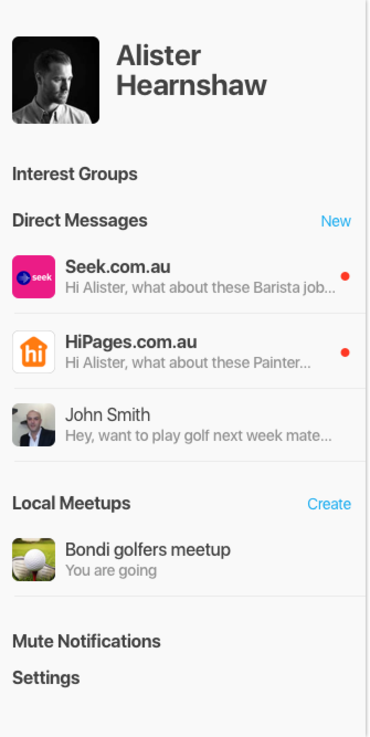 Alister
Hearnshaw
Interest Groups
Direct Messages New
seek
Seek.com.au
Hi Alister, what about these Barista job...
hi
HiPages.com.au
Hi Alister, what about these Painter...
John Smith
Hey, want to play golf next week mate...
Local Meetups Create
Bondi golfers meetup
You are going
Mute Notifications
Settings